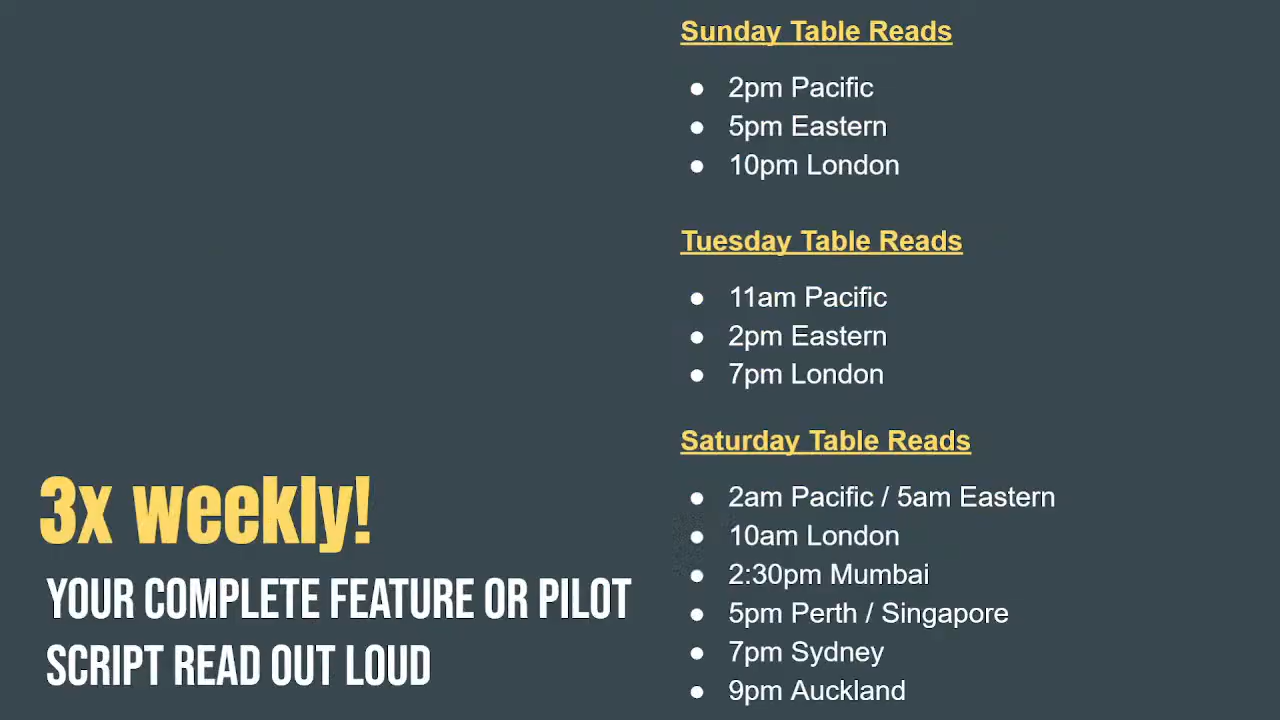 3x weekly!
YOUR COMPLETE FEATURE OR PILOT
SCRIPT READ OUT LOUD
Sunday Table Reads
● 2pm Pacific
● 5pm Eastern
● 10pm London
Tuesday Table Reads
● 11am Pacific
● 2pm Eastern
● 7pm London
Saturday Table Reads
● 2am Pacific / 5am Eastern
● 10am London
● 2:30pm Mumbai
● 5pm Perth / Singapore
● 7pm Sydney
● 9pm Auckland